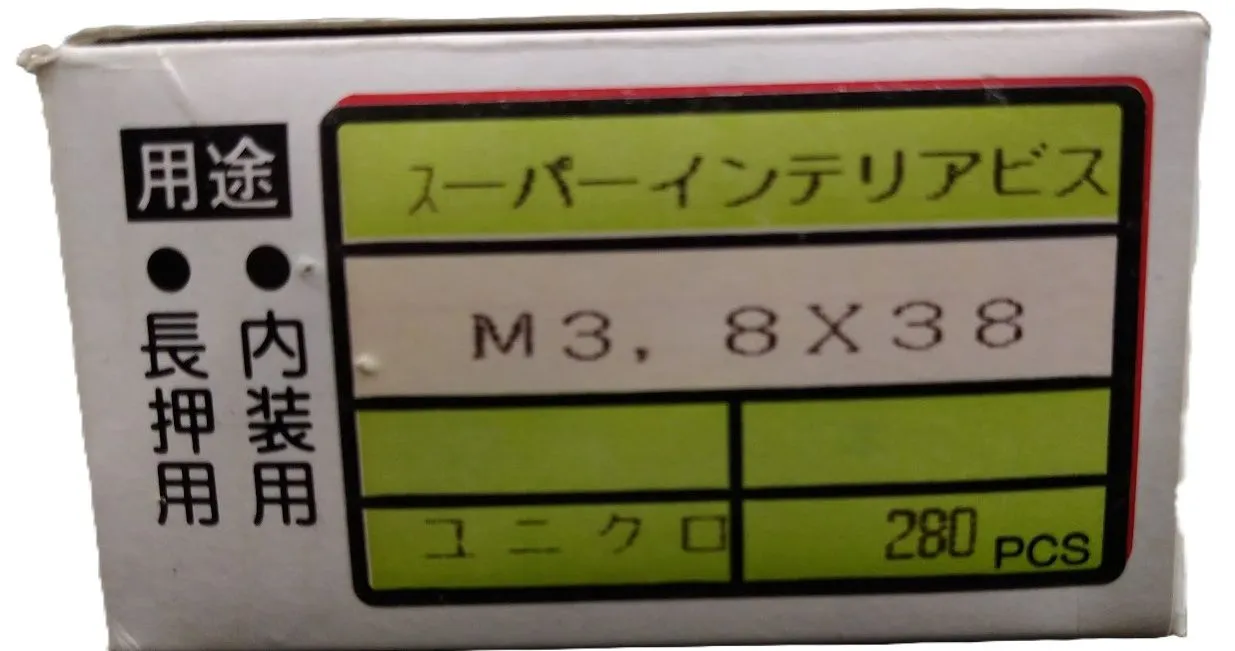 用途
●内装用
●長押用
スーパーインテリアビス
M3．8X38
ユニクロ
280 PCS